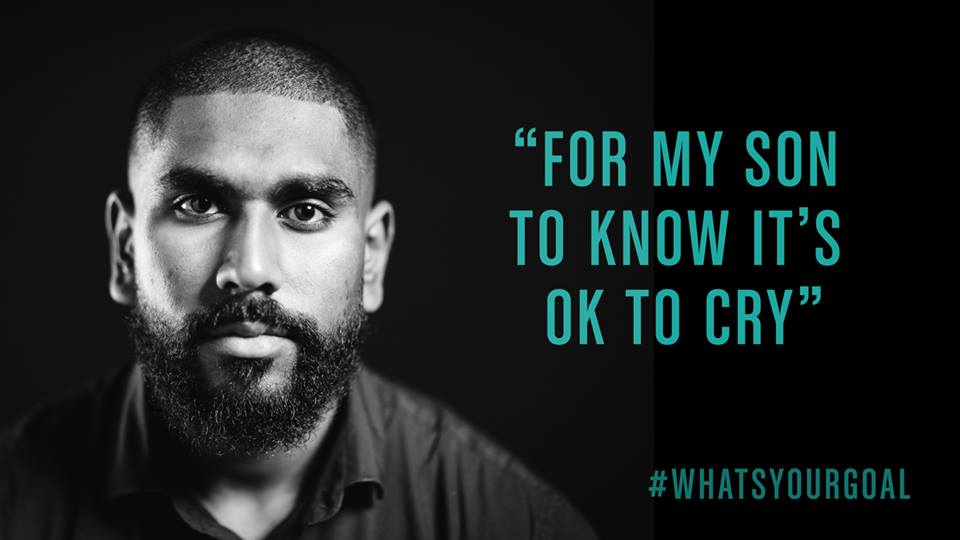 “FOR MY SON
TO KNOW IT’S
OK TO CRY”
#WHATSYOURGOAL